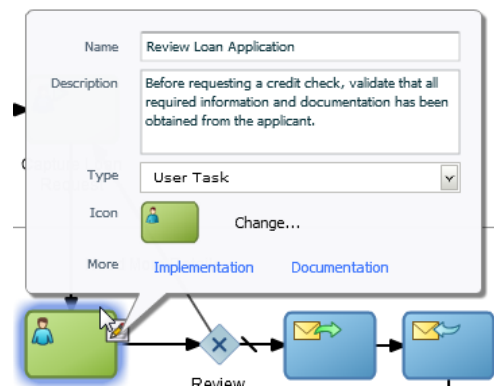 Name Review Loan Application
Description Before requesting a credit check, validate that all
required information and documentation has been
obtained from the applicant.
Type User Task
Icon Change...
More Implementation Documentation
Review